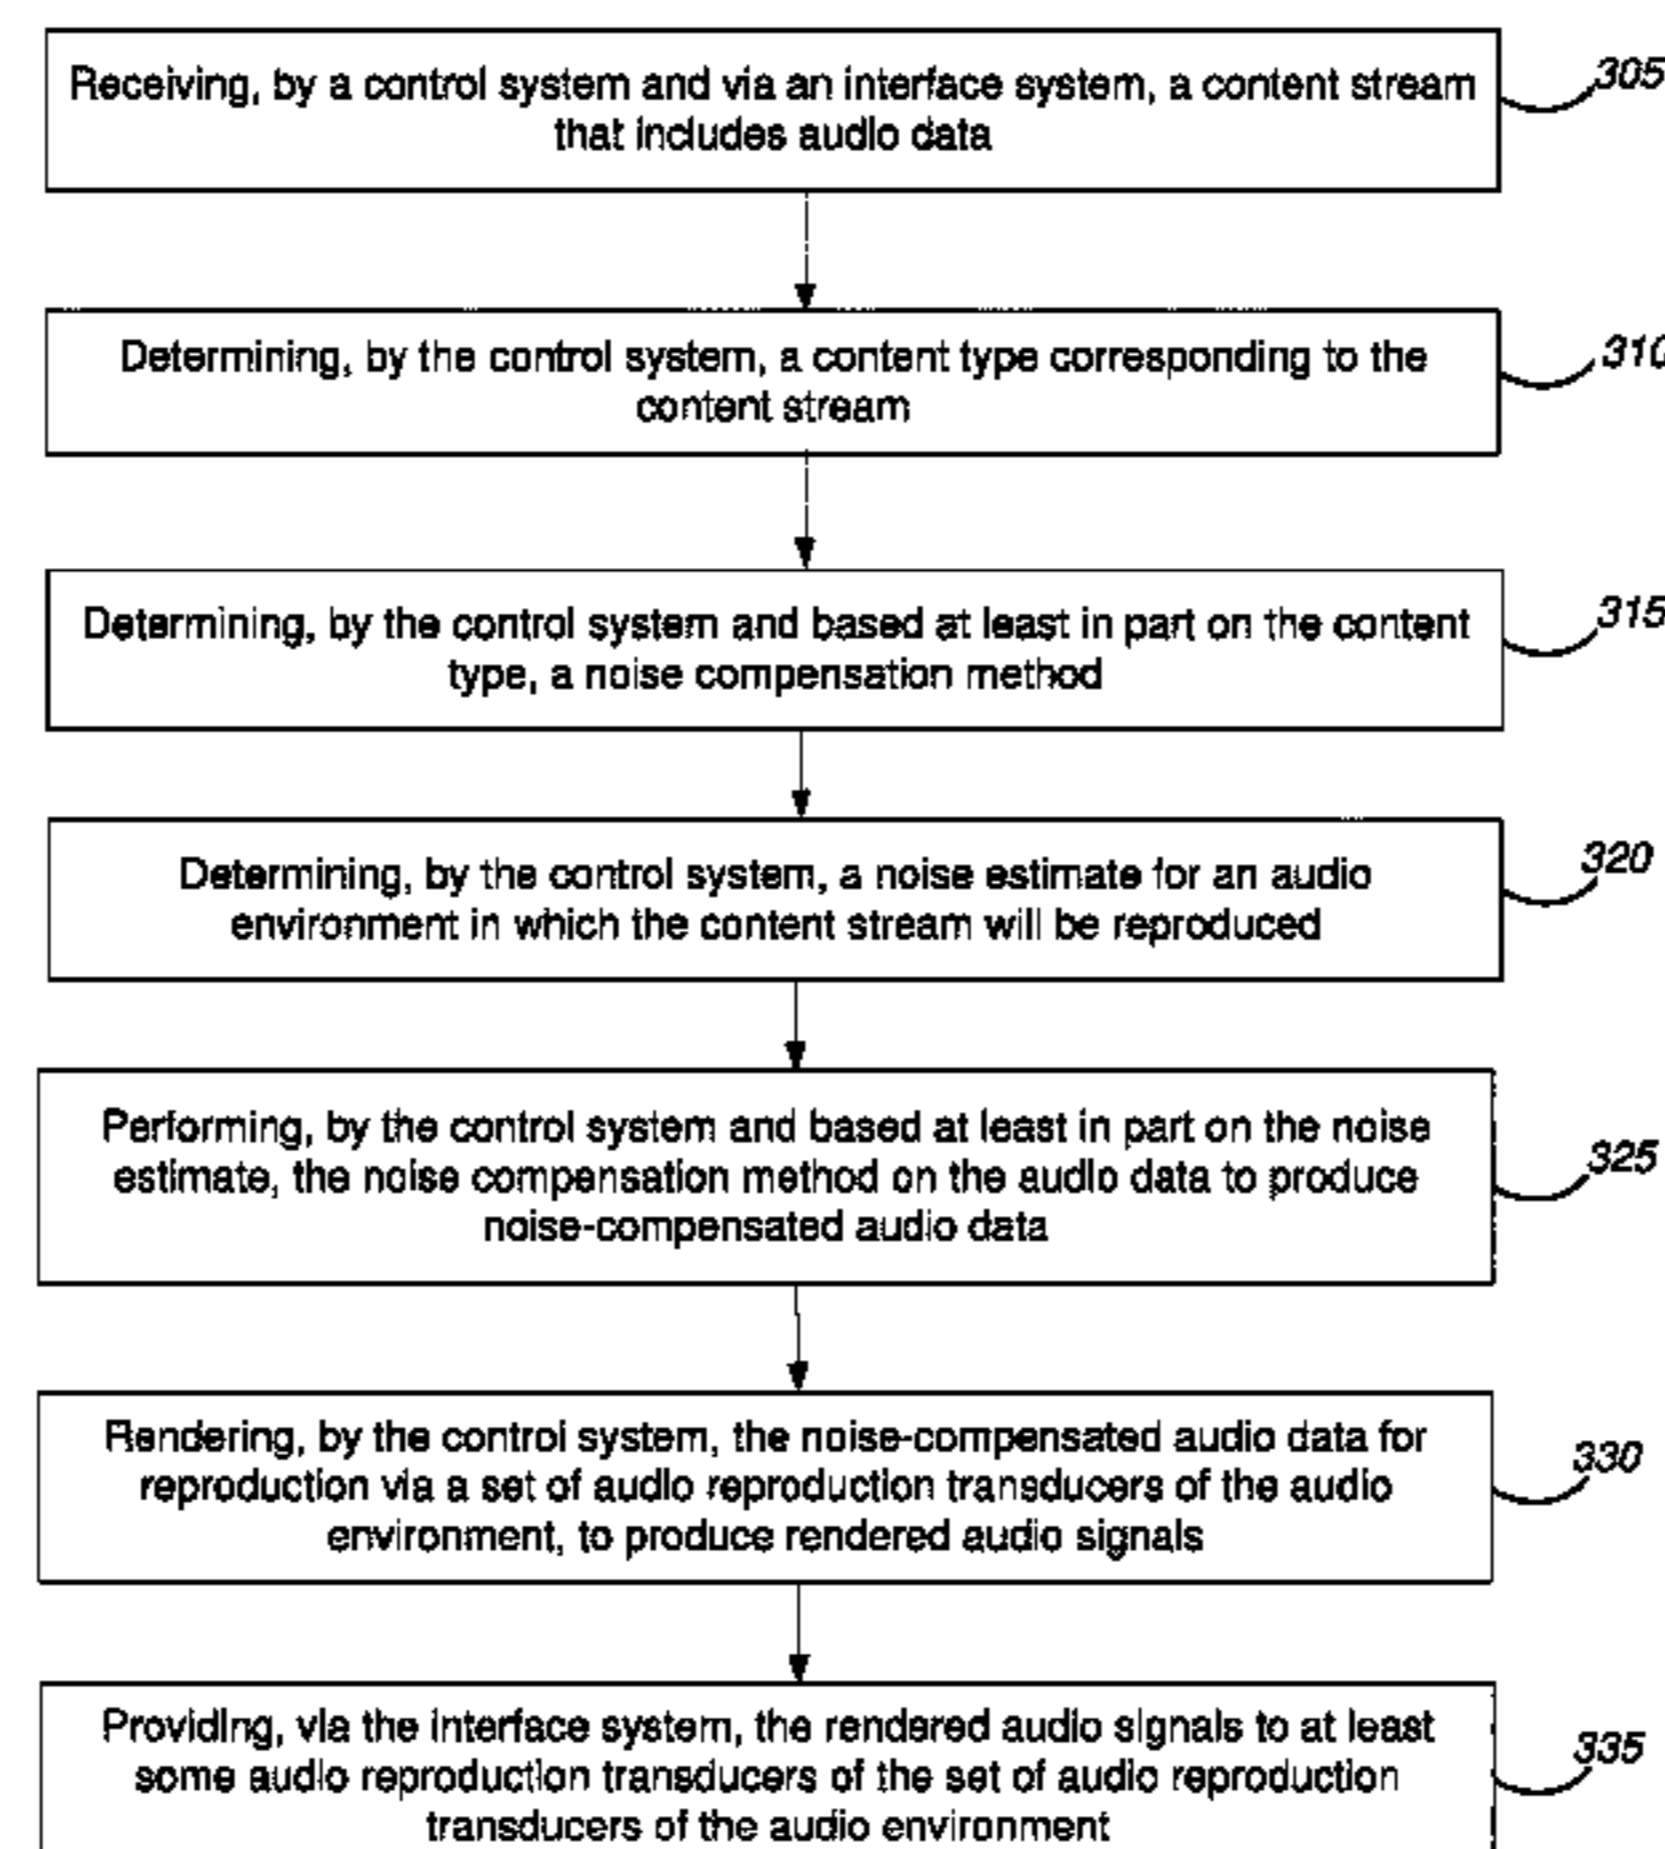 Receiving, by a control system and via an interface system, a content stream
that includes audio data
305
Determining, by the control system, a content type corresponding to the
content stream
310
Determining, by the control system and based at least in part on the content
type, a noise compensation method
315
Determining, by the control system, a noise estimate for an audio
environment in which the content stream will be reproduced
320
Performing, by the control system and based at least in part on the noise
estimate, the noise compensation method on the audio data to produce
noise-compensated audio data
325
Rendering, by the control system, the noise-compensated audio data for
reproduction via a set of audio reproduction transducers of the audio
environment, to produce rendered audio signals
330
Providing, via the interface system, the rendered audio signals to at least
some audio reproduction transducers of the set of audio reproduction
transducers of the audio environment
335